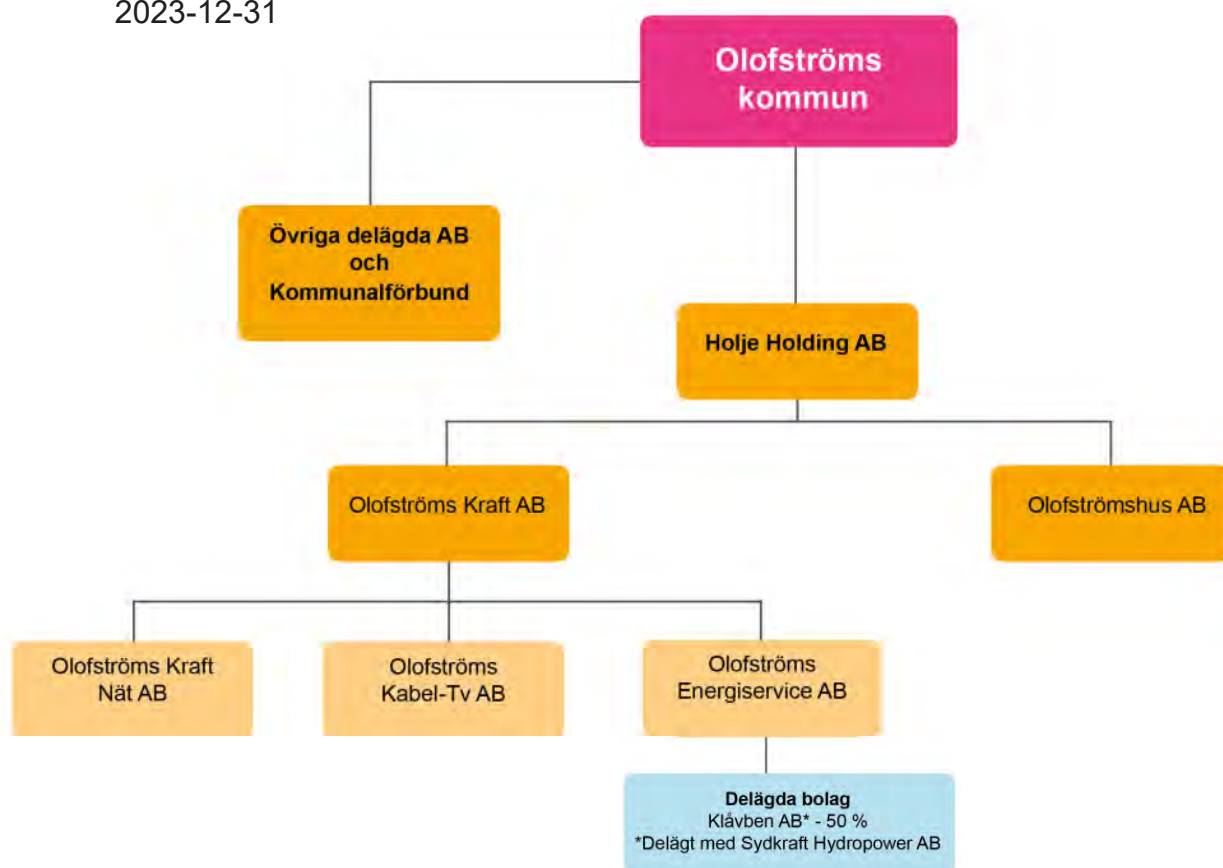 2023-12-31
Olofströms
kommun
Övriga delägda AB
och
Kommunalförbund
Holje Holding AB
Olofströms Kraft AB
Olofströmshus AB
Olofströms Kraft
Nät AB
Olofströms
Kabel-Tv AB
Olofströms
Energiservice AB
Delägda bolag
Klåvben AB* - 50 %
*Delägt med Sydkraft Hydropower AB